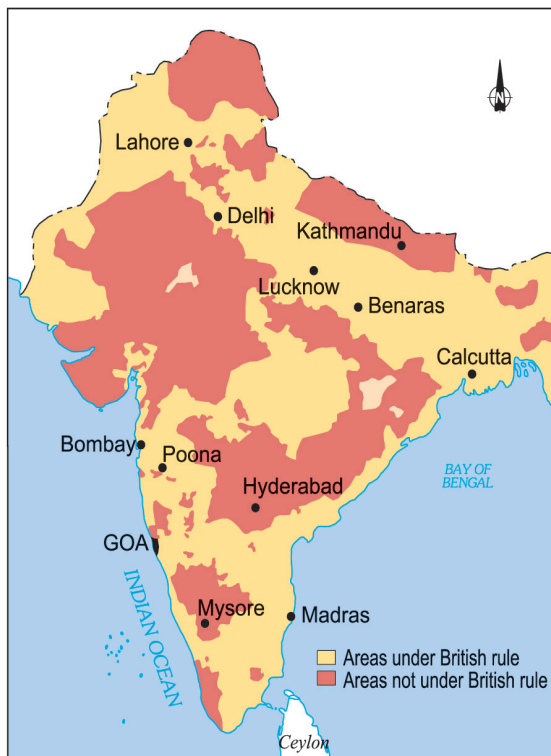 N
Lahore
Delhi
Kathmandu
Lucknow
Benaras
Calcutta
Bombay
Poona
Hyderabad
BAY OF
BENGAL
GOA
INDIAN OCEAN
Mysore
Madras
Areas under British rule
Areas not under British rule
Ceylon